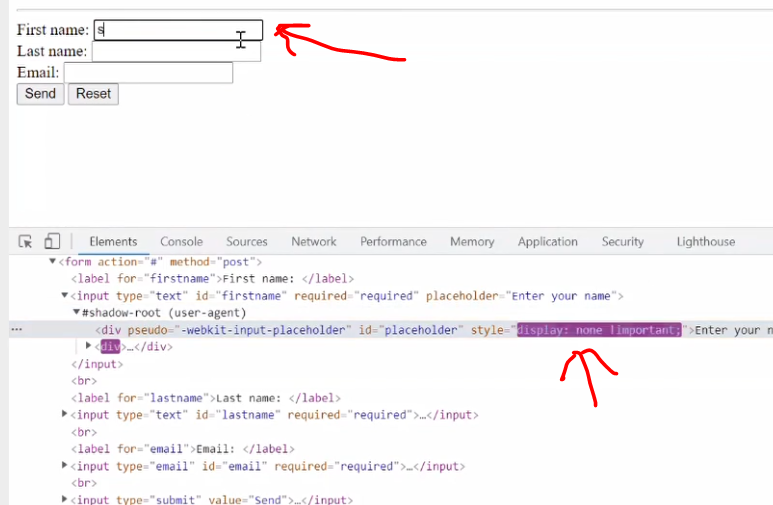 First name: s
Last name:
Email:
Send Reset
Elements Console Sources Network Performance Memory Application Security Lighthouse
<form action="#" method="post">
<label for="firstname">First name: </label>
<input type="text" id="firstname" required="required" placeholder="Enter your name">
#shadow-root (user-agent)
… <div pseudo="-webkit-input-placeholder" id="placeholder" style="display: none !important;">Enter your n
<div>…</div>
</input>
<br>
<label for="lastname">Last name: </label>
<input type="text" id="lastname" required="required">…</input>
<br>
<label for="email">Email: </label>
<input type="email" id="email" required="required">…</input>
<br>
<input type="submit" value="Send">…</input>